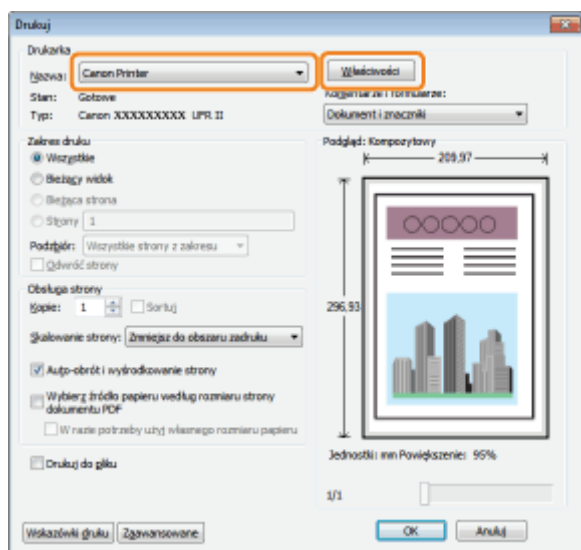 Drukuj
Drukarka
Nazwa: Canon Printer
Właściwości
Stan: Gotowe
Komentarze i formularze:
Typ: Canon XXXXXXXXX UFR II
Dokument i znaczniki
Zakres druku
Wszystkie
Bieżący widok
Bieżąca strona
Strony 1
Podzbiór: Wszystkie strony z zakresu
Odwróć strony
Obsługa strony
Kopie: 1 Sortuj
Skalowanie strony: Zmniejsz do obszaru zadruku
Auto-obrót i wyśrodkowanie strony
Wybierz źródło papieru według rozmiaru strony
dokumentu PDF
W razie potrzeby użyj własnego rozmiaru papieru
Drukuj do pliku
Podgląd: Kompozytowy
209,97
OOOOO
296,93
Jednostki: mm Powiększenie: 95%
1/1
Wskazówki druku Zaawansowane
OK Anuluj